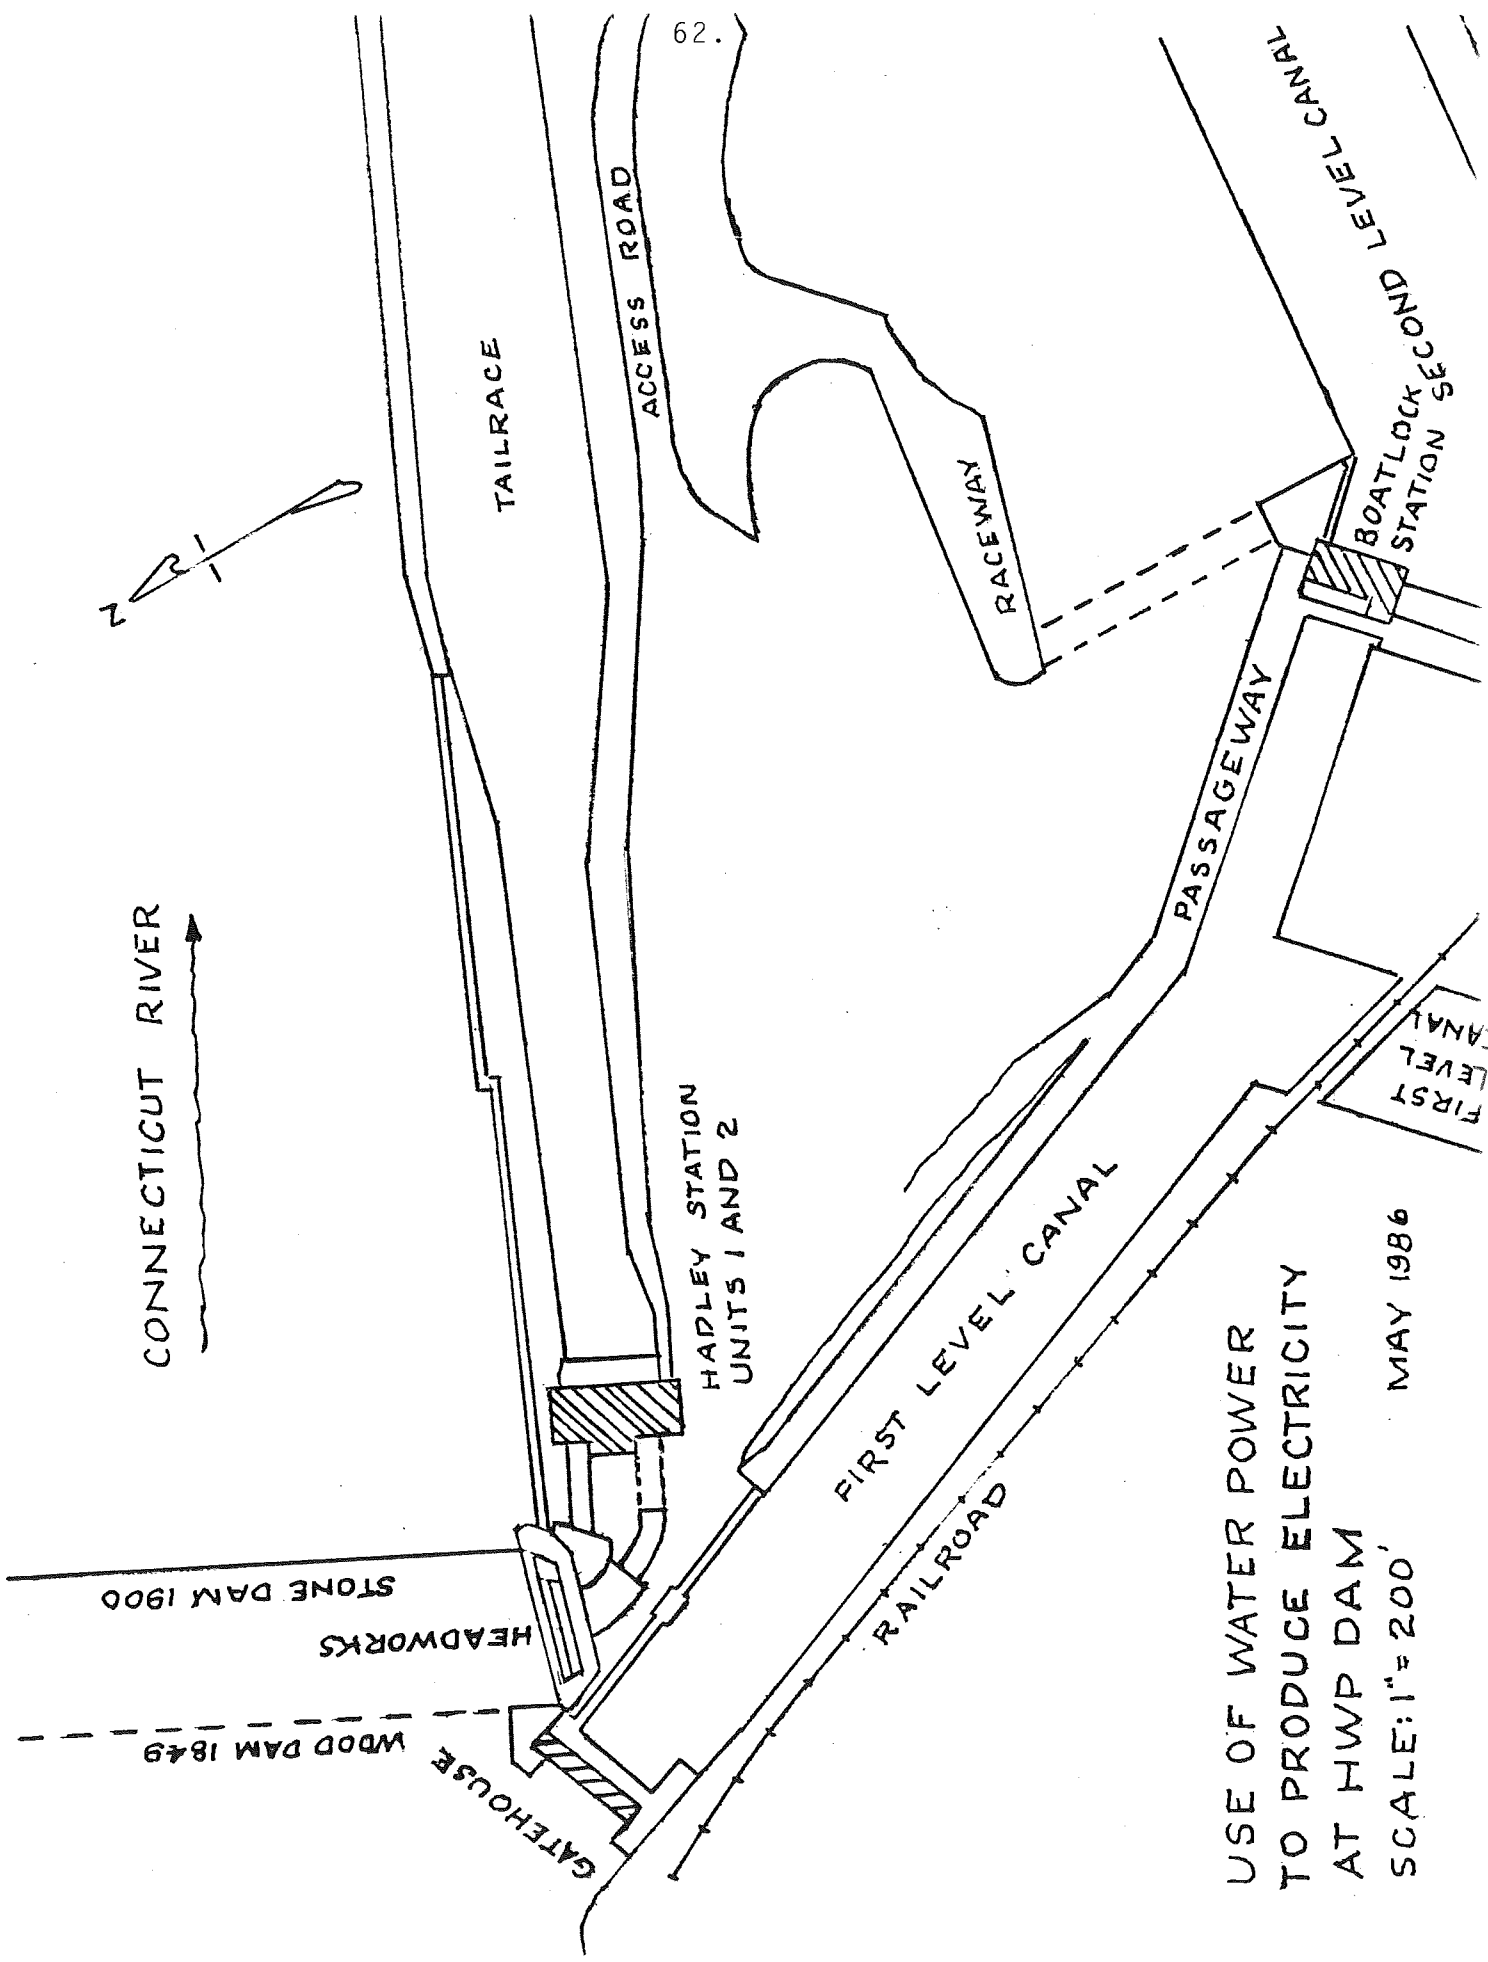 62.
CONNECTICUT RIVER
N
TAILRACE
ACCESS ROAD
RACEWAY
SECOND LEVEL CANAL
BOATLOCK
STATION
PASSAGEWAY
HADLEY STATION
UNITS 1 AND 2
FIRST LEVEL CANAL
RAILROAD
FIRST
LEVEL
CANAL
STONE DAM 1900
HEADWORKS
WOOD DAM 1849
GATEHOUSE
USE OF WATER POWER
TO PRODUCE ELECTRICITY
AT HWP DAM
SCALE: 1" = 200'
MAY 1986